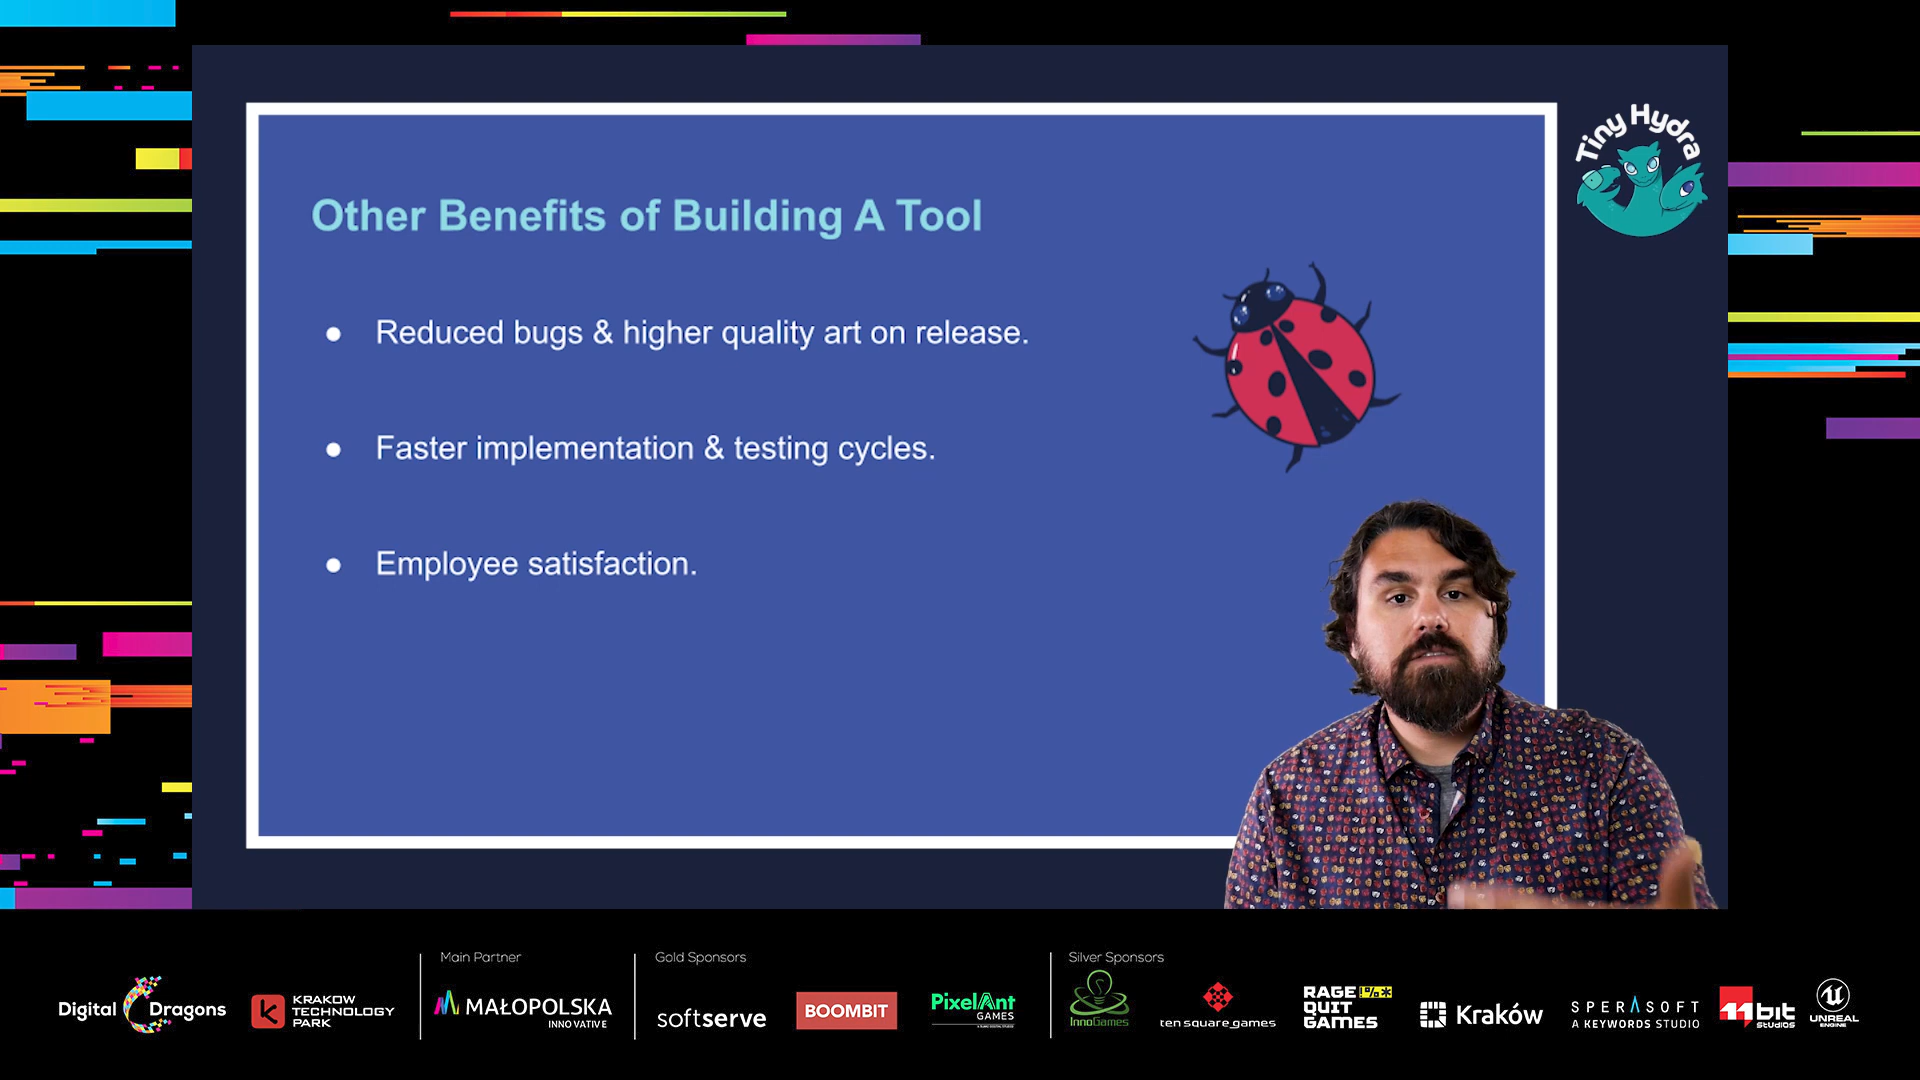 Tiny Hydra
Other Benefits of Building A Tool
● Reduced bugs & higher quality art on release.
● Faster implementation & testing cycles.
● Employee satisfaction.
Main Partner
Gold Sponsors
Silver Sponsors
Digital Dragons
KRAKOW
TECHNOLOGY
PARK
MAŁOPOLSKA
INNOVATIVE
softserve
BOOMBIT
PixelAnt
GAMES
InnoGames
ten square games
RAGE !%*
QUIT
GAMES
Kraków
SPERASOFT
A KEYWORDS STUDIO
11 bit
STUDIOS
UNREAL
ENGINE